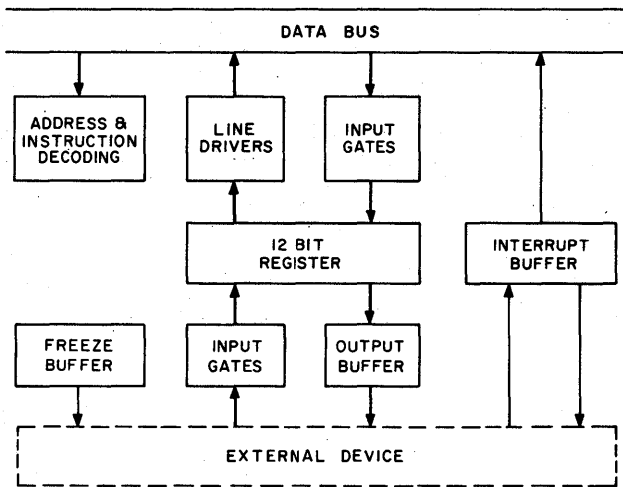 DATA BUS
ADDRESS &
INSTRUCTION
DECODING
LINE
DRIVERS
INPUT
GATES
12 BIT
REGISTER
INTERRUPT
BUFFER
FREEZE
BUFFER
INPUT
GATES
OUTPUT
BUFFER
EXTERNAL DEVICE